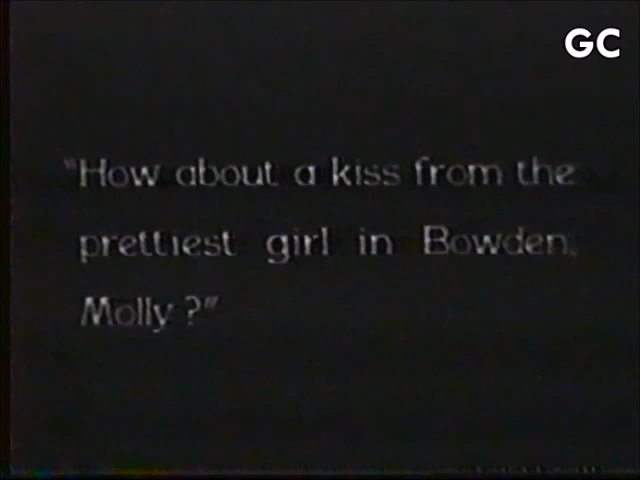 GC
"How about a kiss from the
prettiest girl in Bowden,
Molly?"